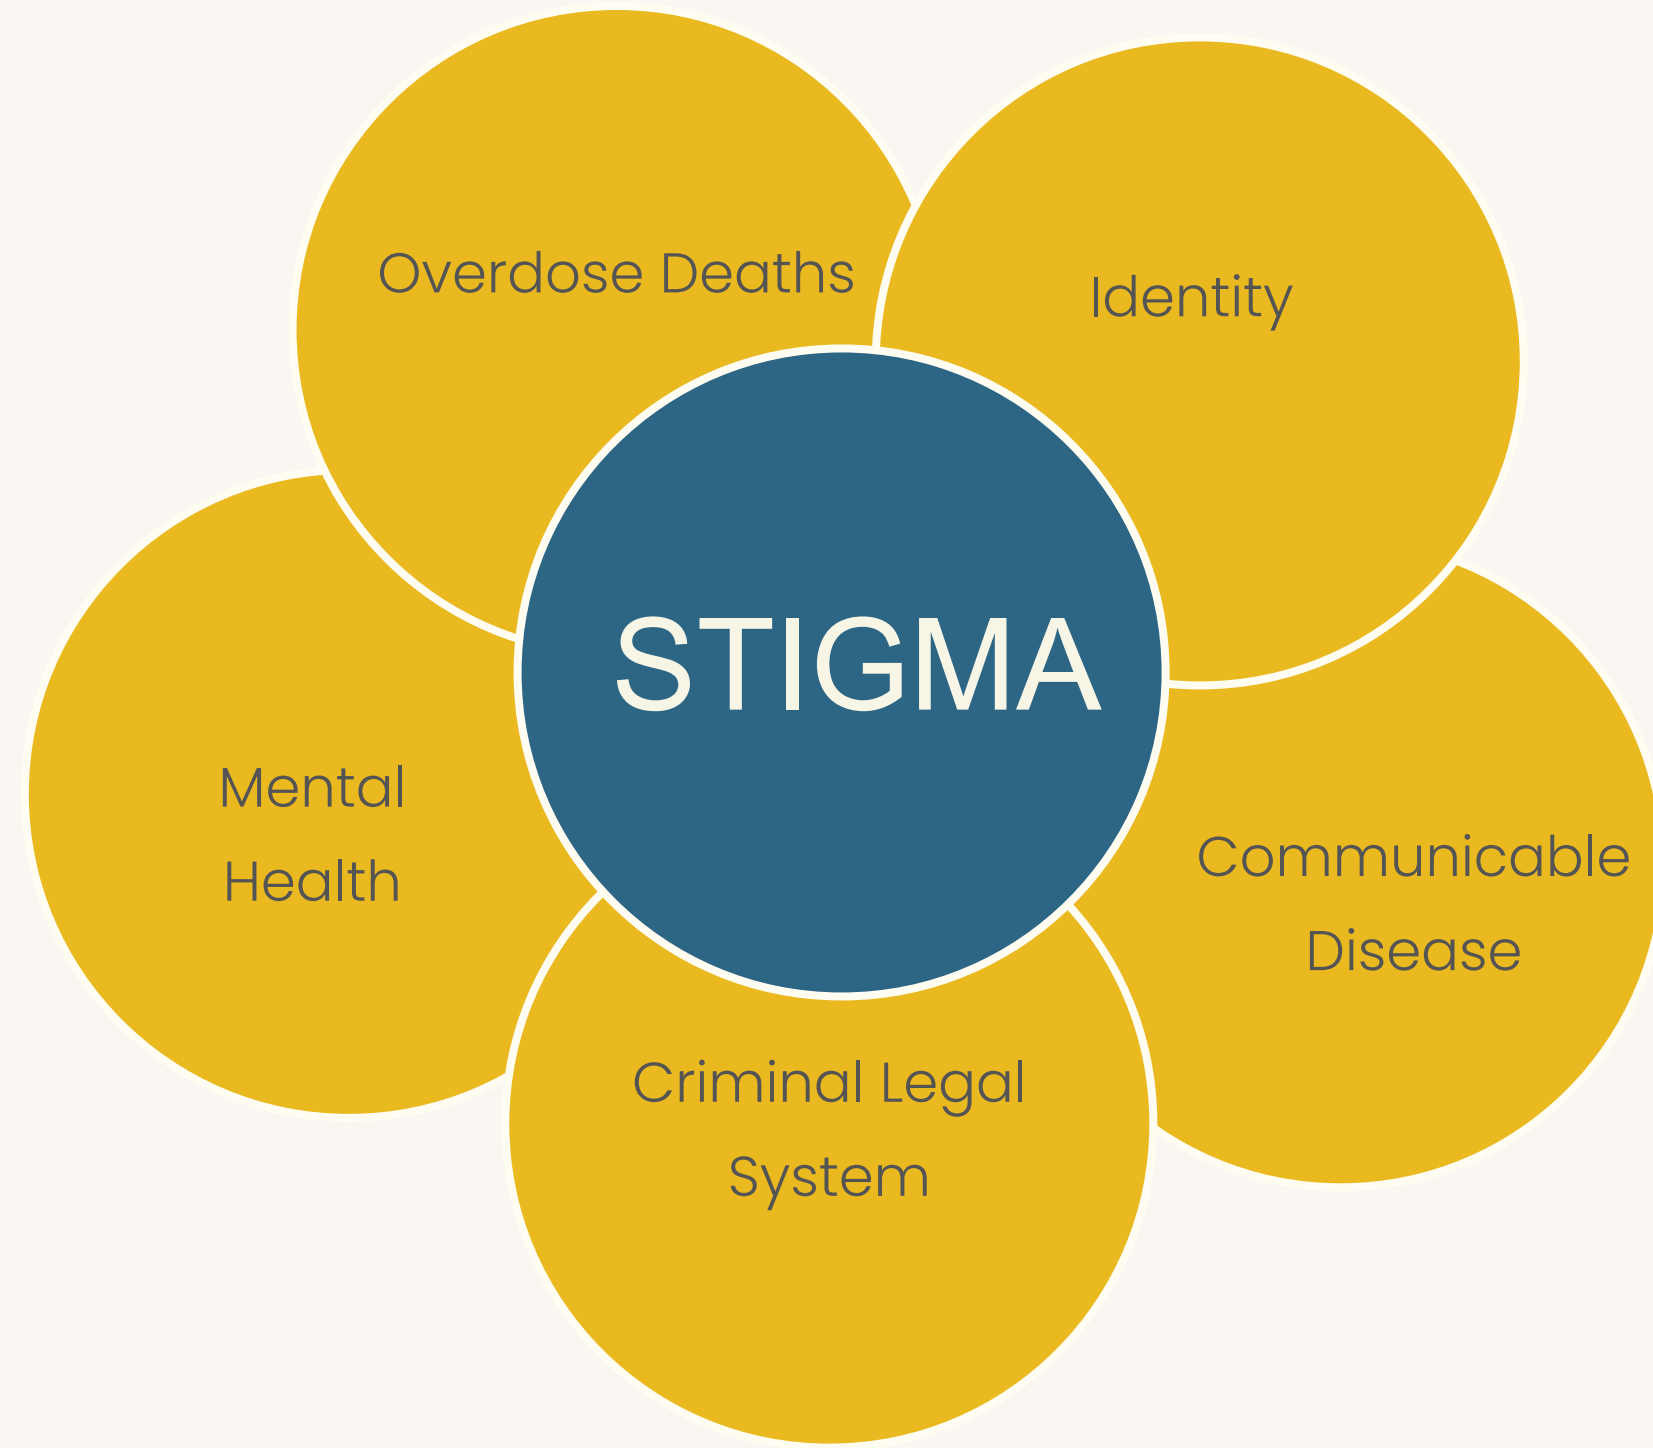 Overdose Deaths
Identity
STIGMA
Mental
Health
Communicable
Disease
Criminal Legal
System